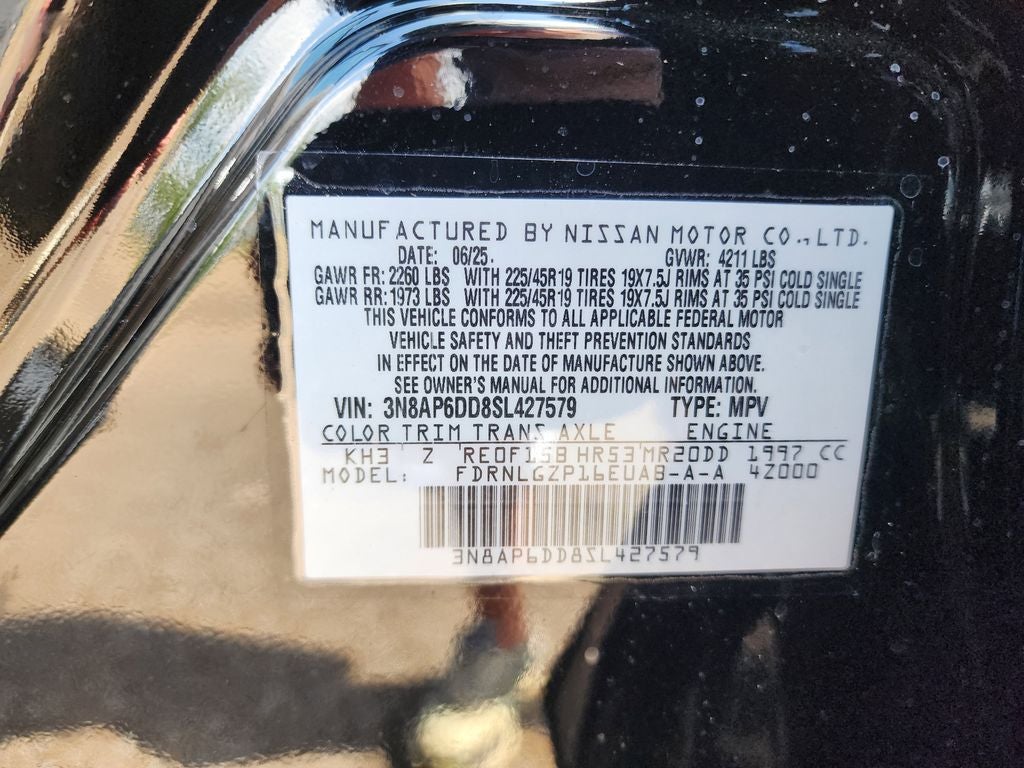 MANUFACTURED BY NISSAN MOTOR CO., LTD.
DATE: 06/25. GVWR: 4211 LBS
GAWR FR: 2260 LBS WITH 225/45R19 TIRES 19X7.5J RIMS AT 35 PSI COLD SINGLE
GAWR RR: 1973 LBS WITH 225/45R19 TIRES 19X7.5J RIMS AT 35 PSI COLD SINGLE
THIS VEHICLE CONFORMS TO ALL APPLICABLE FEDERAL MOTOR
VEHICLE SAFETY AND THEFT PREVENTION STANDARDS
IN EFFECT ON THE DATE OF MANUFACTURE SHOWN ABOVE.
SEE OWNER'S MANUAL FOR ADDITIONAL INFORMATION.
VIN: 3N8AP6DD8SL427579 TYPE: MPV
COLOR TRIM TRANS AXLE ENGINE
KH3 Z RE0F15B HR53 MR20DD 1997 CC
MODEL: FDRNLGZP16EUAB-A-A 4Z000
3N8AP6DD8SL427579